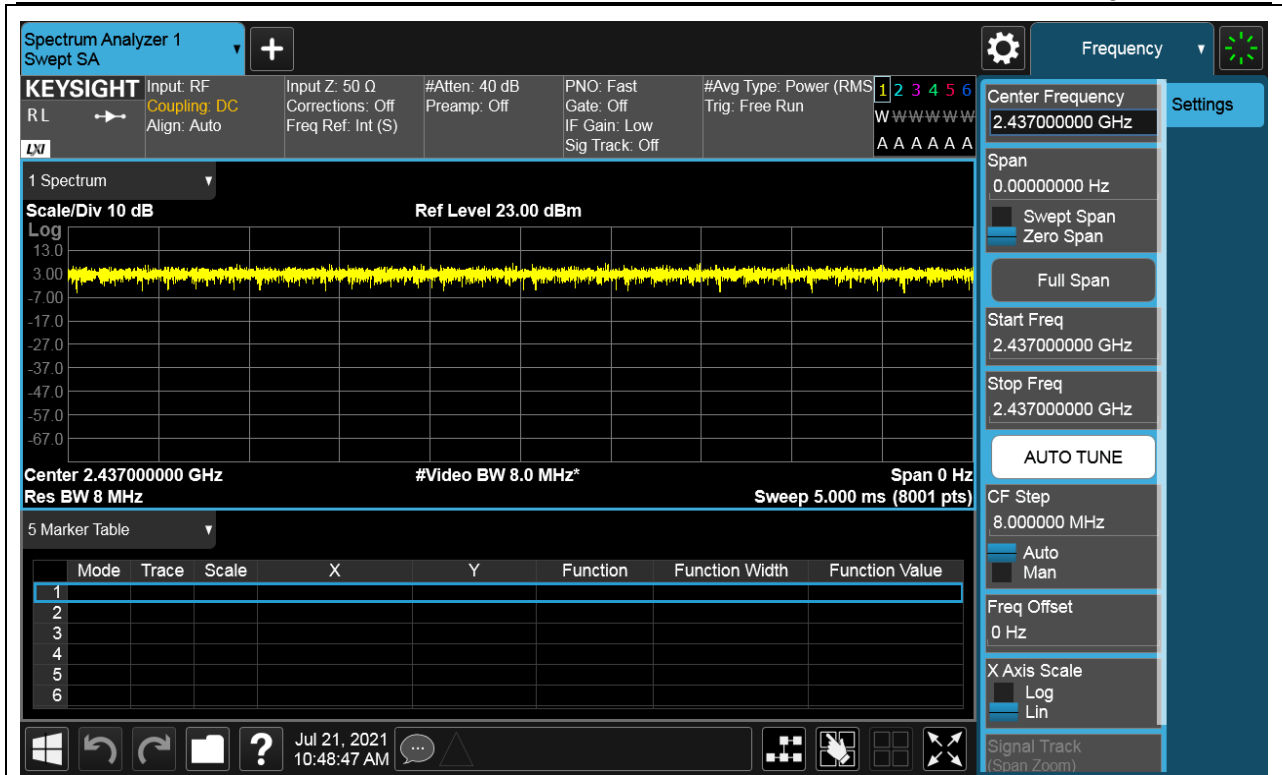 Spectrum Analyzer 1
Swept SA
+
Frequency
KEYSIGHT
RL
LXI
Input: RF
Coupling: DC
Align: Auto
Input Z: 50 Ω
Corrections: Off
Freq Ref: Int (S)
#Atten: 40 dB
Preamp: Off
PNO: Fast
Gate: Off
IF Gain: Low
Sig Track: Off
#Avg Type: Power (RMS
Trig: Free Run
1 2 3 4 5 6
W W W W W W
A A A A A A
1 Spectrum
Scale/Div 10 dB
Ref Level 23.00 dBm
Log
13.0
3.00
-7.00
-17.0
-27.0
-37.0
-47.0
-57.0
-67.0
Center 2.437000000 GHz
#Video BW 8.0 MHz*
Span 0 Hz
Res BW 8 MHz
Sweep 5.000 ms (8001 pts)
5 Marker Table
Mode Trace Scale X Y Function Function Width Function Value
1
2
3
4
5
6
?
Jul 21, 2021
10:48:47 AM
Center Frequency
2.437000000 GHz
Settings
Span
0.00000000 Hz
Swept Span
Zero Span
Full Span
Start Freq
2.437000000 GHz
Stop Freq
2.437000000 GHz
AUTO TUNE
CF Step
8.000000 MHz
Auto
Man
Freq Offset
0 Hz
X Axis Scale
Log
Lin
Signal Track
(Span Zoom)